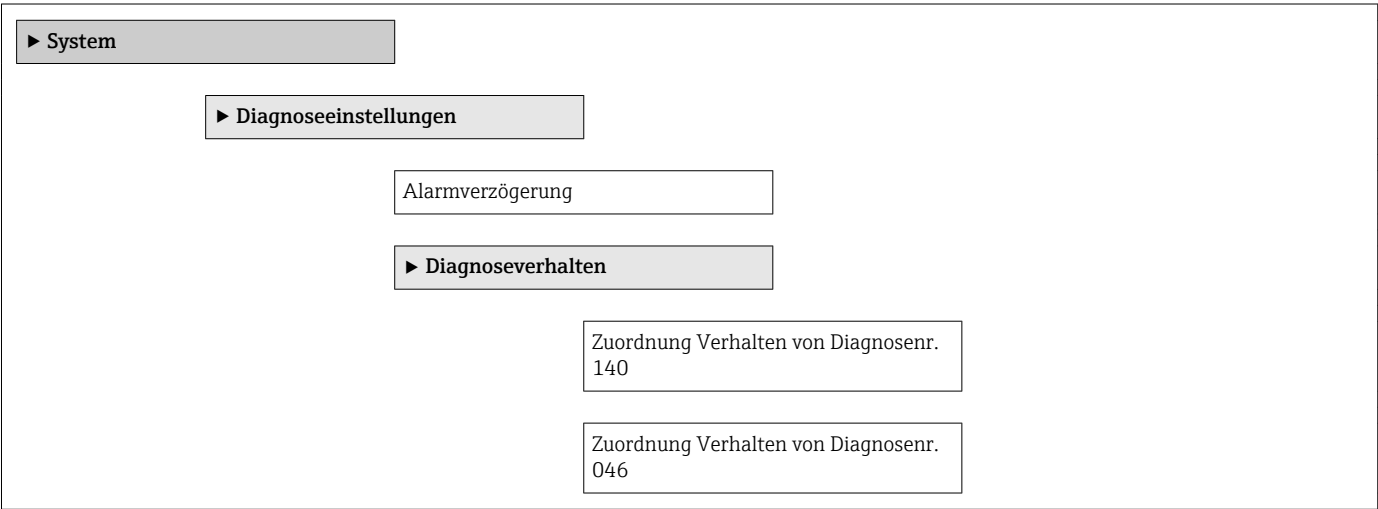 ▶ System
▶ Diagnoseeinstellungen
Alarmverzögerung
▶ Diagnoseverhalten
Zuordnung Verhalten von Diagnosenr.
140
Zuordnung Verhalten von Diagnosenr.
046